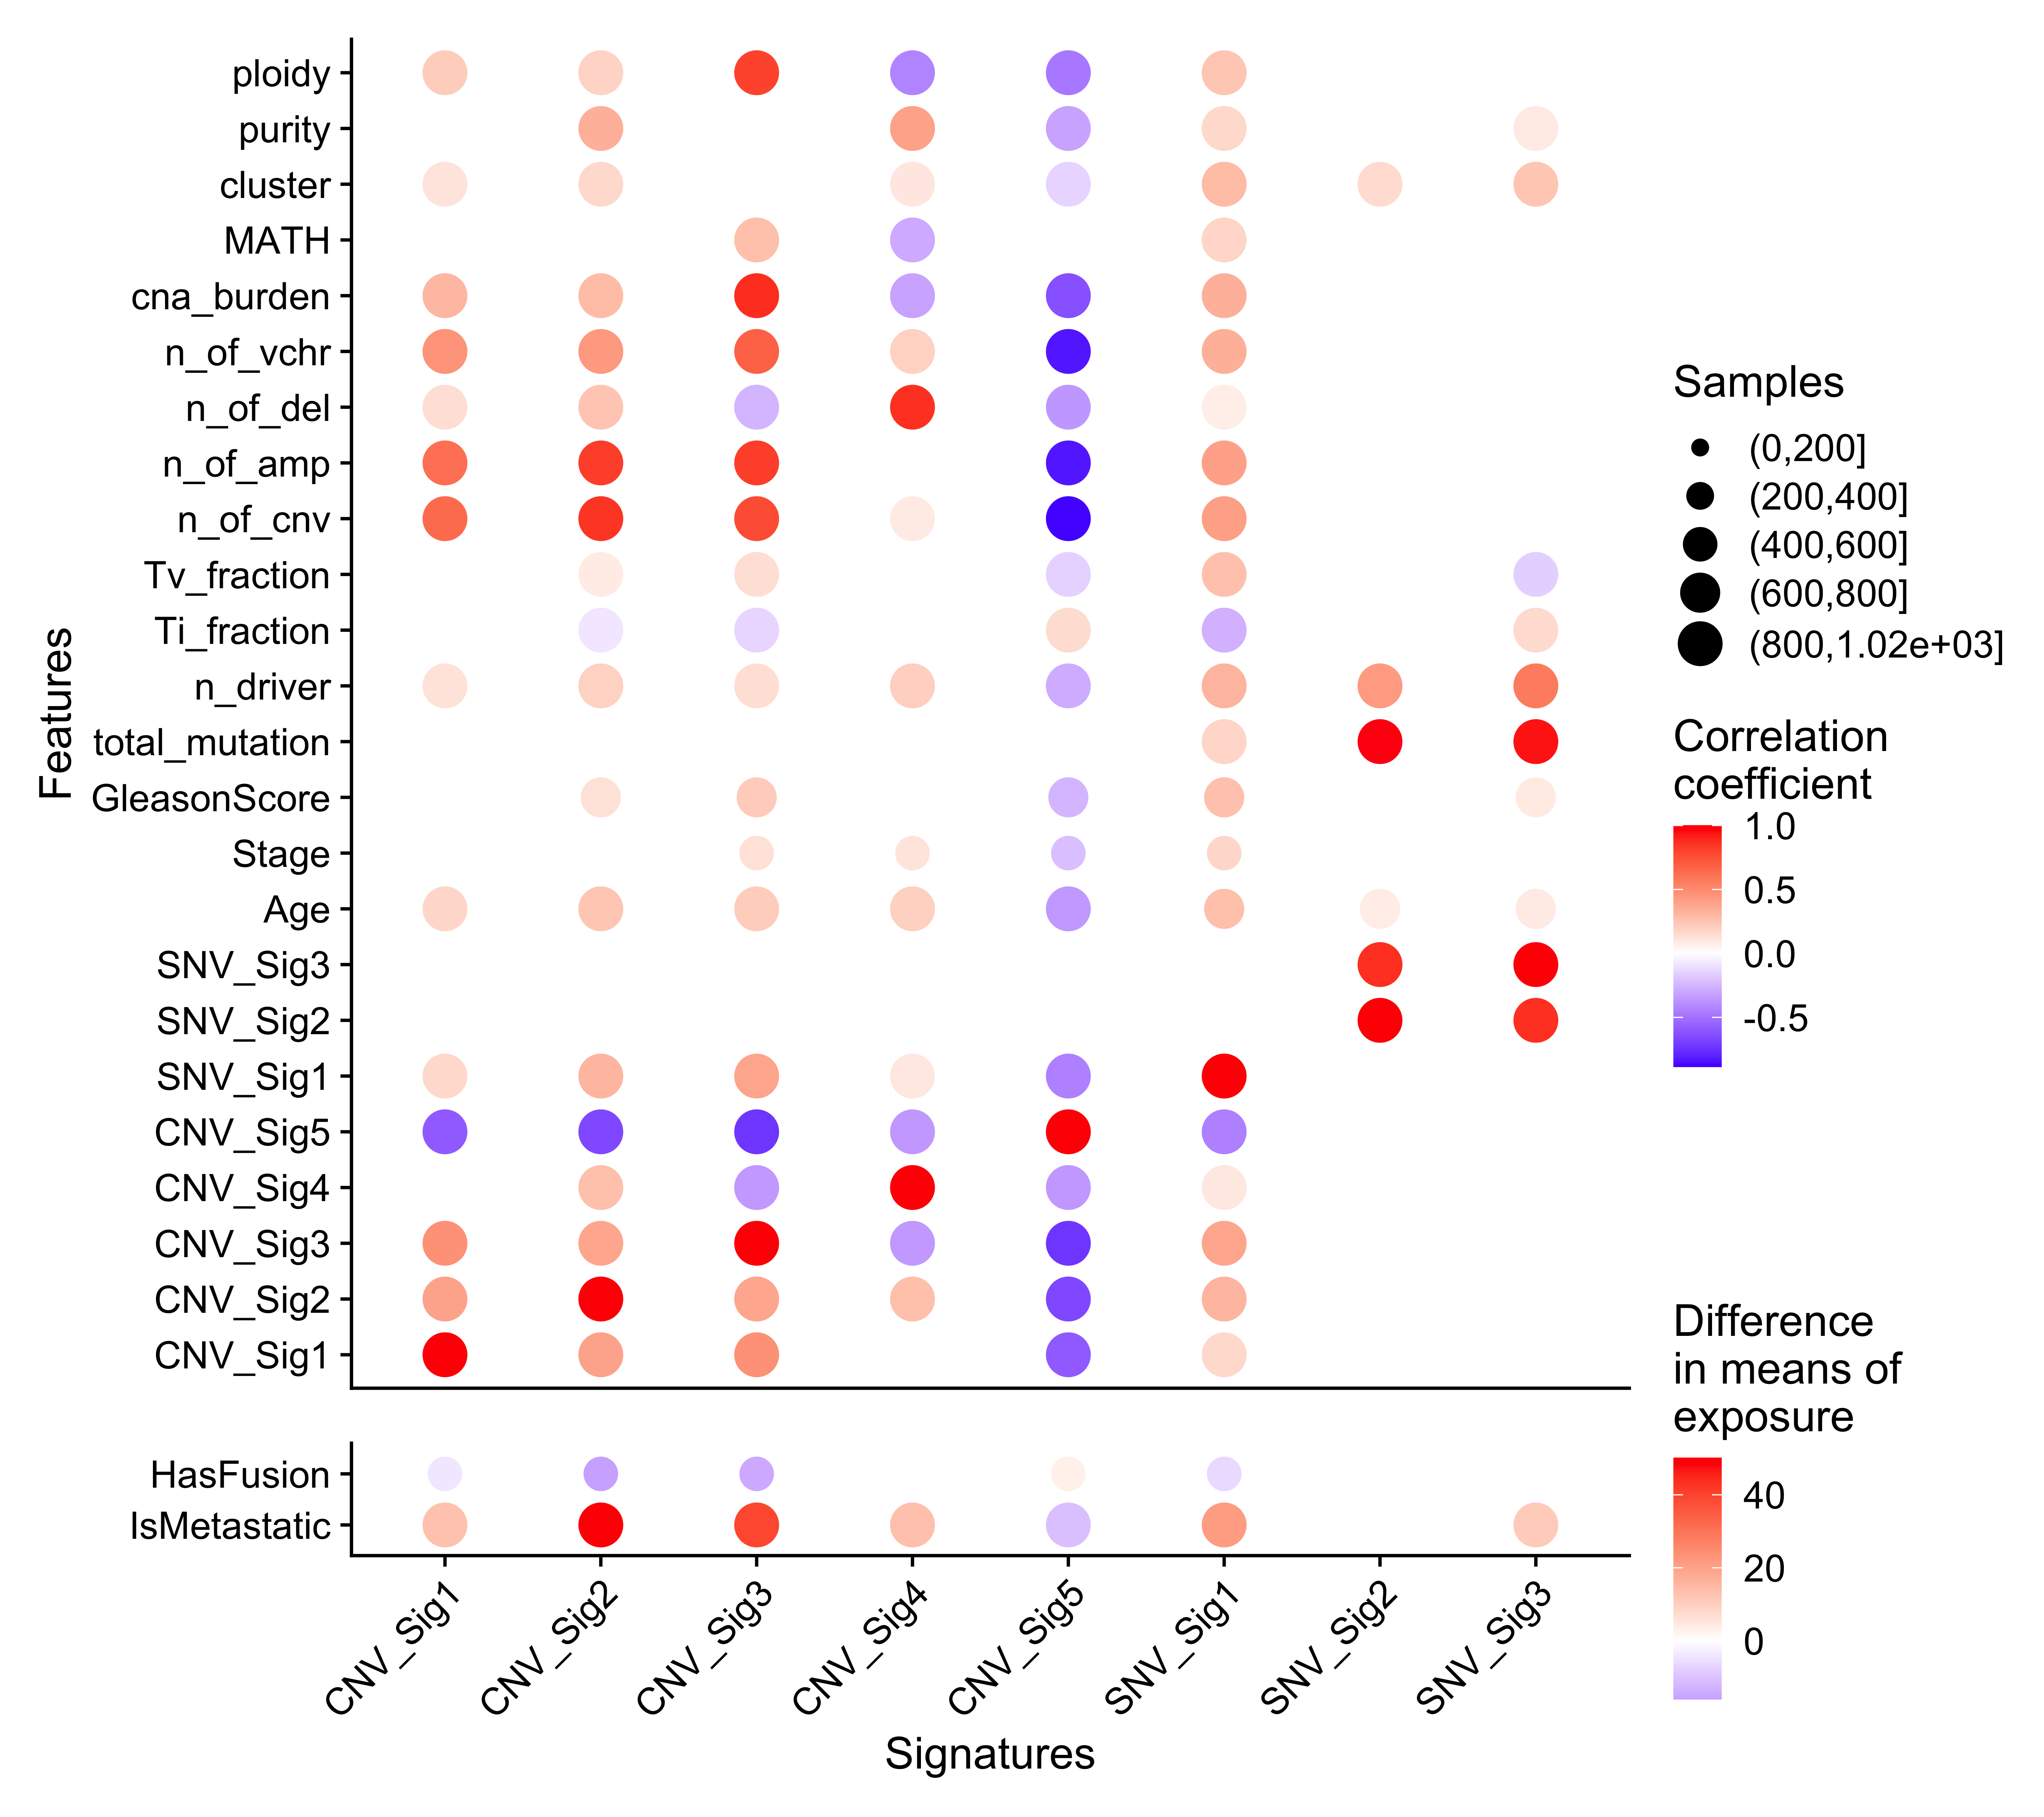 ploidy
purity
cluster
MATH
cna_burden
n_of_vchr
n_of_del
n_of_amp
n_of_cnv
Tv_fraction
Ti_fraction
n_driver
total_mutation
GleasonScore
Stage
Age
SNV_Sig3
SNV_Sig2
SNV_Sig1
CNV_Sig5
CNV_Sig4
CNV_Sig3
CNV_Sig2
CNV_Sig1
HasFusion
IsMetastatic
Features
CNV_Sig1
CNV_Sig2
CNV_Sig3
CNV_Sig4
CNV_Sig5
SNV_Sig1
SNV_Sig2
SNV_Sig3
Signatures
Samples
(0,200]
(200,400]
(400,600]
(600,800]
(800,1.02e+03]
Correlation
coefficient
1.0
0.5
0.0
-0.5
Difference
in means of
exposure
40
20
0